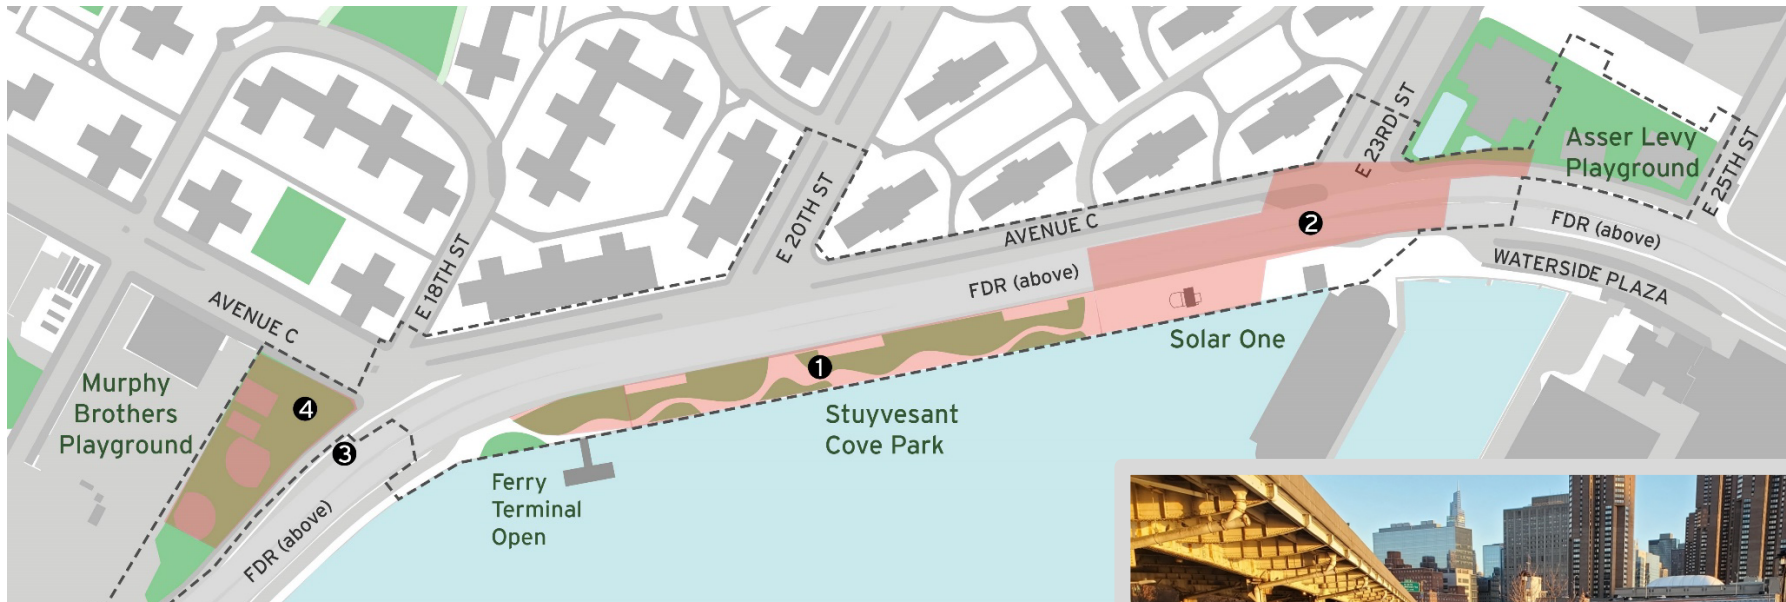 E 23RD ST
Asser Levy
Playground
E 25TH ST
E 20TH ST
AVENUE C
2
FDR (above)
FDR (above)
WATERSIDE PLAZA
E 18TH ST
AVENUE C
Solar One
1
Murphy
Brothers
Playground
4
Stuyvesant
Cove Park
3
Ferry
Terminal
Open
FDR (above)